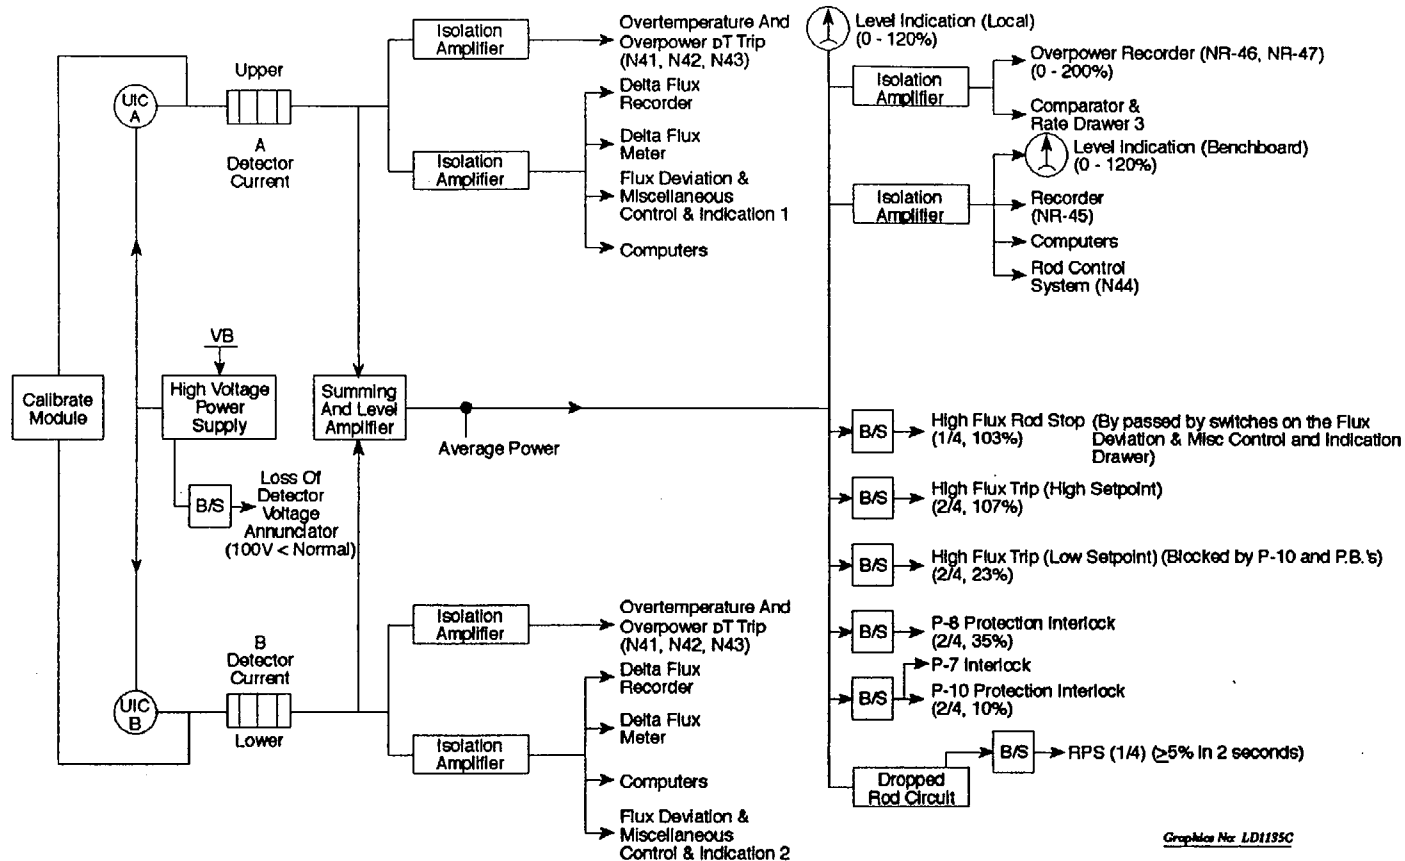 Isolation
Amplifier
Overtemperature And
Overpower DT Trip
(N41, N42, N43)
Delta Flux
Recorder
Upper
UIC
A
A
Detector
Current
Isolation
Amplifier
Delta Flux
Meter
Flux Deviation &
Miscellaneous
Control & Indication 1
Computers
Level Indication (Local)
(0 - 120%)
Isolation
Amplifier
Overpower Recorder (NR-46, NR-47)
(0 - 200%)
Comparator &
Rate Drawer 3
Level Indication (Benchboard)
(0 - 120%)
Isolation
Amplifier
Recorder
(NR-45)
Computers
Rod Control
System (N44)
VB
Calibrate
Module
High Voltage
Power
Supply
Summing
And Level
Amplifier
Average Power
B/S
Loss Of
Detector
Voltage
Annunciator
(100V < Normal)
B/S
High Flux Rod Stop (By passed by switches on the Flux
(1/4, 103%) Deviation & Misc Control and Indication
Drawer)
B/S
High Flux Trip (High Setpoint)
(2/4, 107%)
B/S
High Flux Trip (Low Setpoint) (Blocked by P-10 and P.B.'s)
(2/4, 23%)
B/S
P-8 Protection Interlock
(2/4, 35%)
P-7 Interlock
B/S
P-10 Protection Interlock
(2/4, 10%)
B/S
RPS (1/4) (≥5% in 2 seconds)
Dropped
Rod Circuit
B
Detector
Current
UIC
B
Lower
Isolation
Amplifier
Overtemperature And
Overpower DT Trip
(N41, N42, N43)
Delta Flux
Recorder
Isolation
Amplifier
Delta Flux
Meter
Computers
Flux Deviation &
Miscellaneous
Control & Indication 2
Graphics No: LD1135C